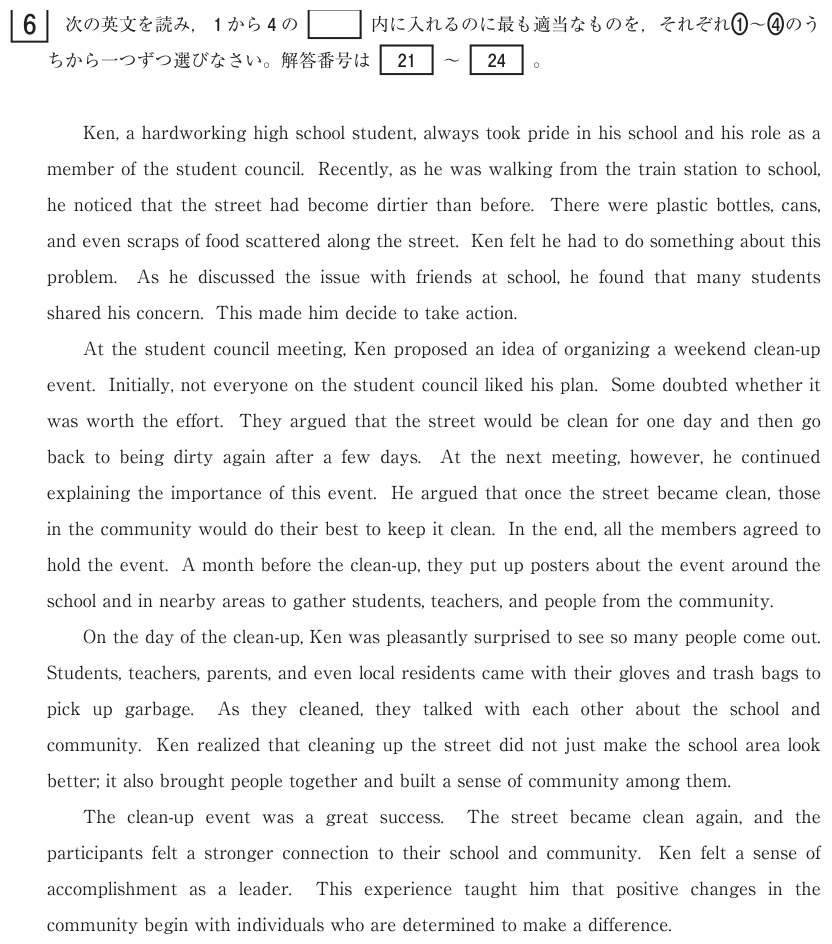 6 次の英文を読み，1から4の 内に入れるのに最も適当なものを，それぞれ①～④のう
ちから一つずつ選びなさい。解答番号は 21 ～ 24 。
Ken, a hardworking high school student, always took pride in his school and his role as a
member of the student council. Recently, as he was walking from the train station to school,
he noticed that the street had become dirtier than before. There were plastic bottles, cans,
and even scraps of food scattered along the street. Ken felt he had to do something about this
problem. As he discussed the issue with friends at school, he found that many students
shared his concern. This made him decide to take action.
At the student council meeting, Ken proposed an idea of organizing a weekend clean-up
event. Initially, not everyone on the student council liked his plan. Some doubted whether it
was worth the effort. They argued that the street would be clean for one day and then go
back to being dirty again after a few days. At the next meeting, however, he continued
explaining the importance of this event. He argued that once the street became clean, those
in the community would do their best to keep it clean. In the end, all the members agreed to
hold the event. A month before the clean-up, they put up posters about the event around the
school and in nearby areas to gather students, teachers, and people from the community.
On the day of the clean-up, Ken was pleasantly surprised to see so many people come out.
Students, teachers, parents, and even local residents came with their gloves and trash bags to
pick up garbage. As they cleaned, they talked with each other about the school and
community. Ken realized that cleaning up the street did not just make the school area look
better; it also brought people together and built a sense of community among them.
The clean-up event was a great success. The street became clean again, and the
participants felt a stronger connection to their school and community. Ken felt a sense of
accomplishment as a leader. This experience taught him that positive changes in the
community begin with individuals who are determined to make a difference.